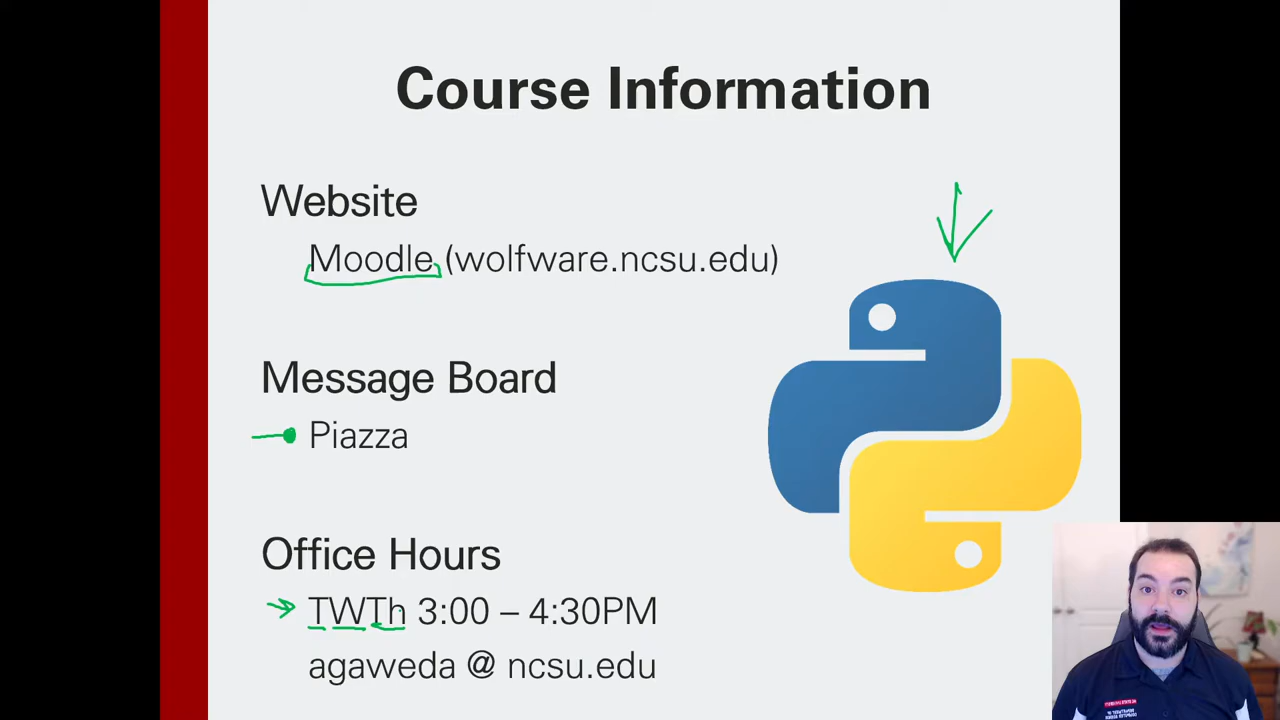 Course Information
Website
Moodle (wolfware.ncsu.edu)
Message Board
Piazza
Office Hours
TWTh 3:00 – 4:30PM
agaweda @ ncsu.edu